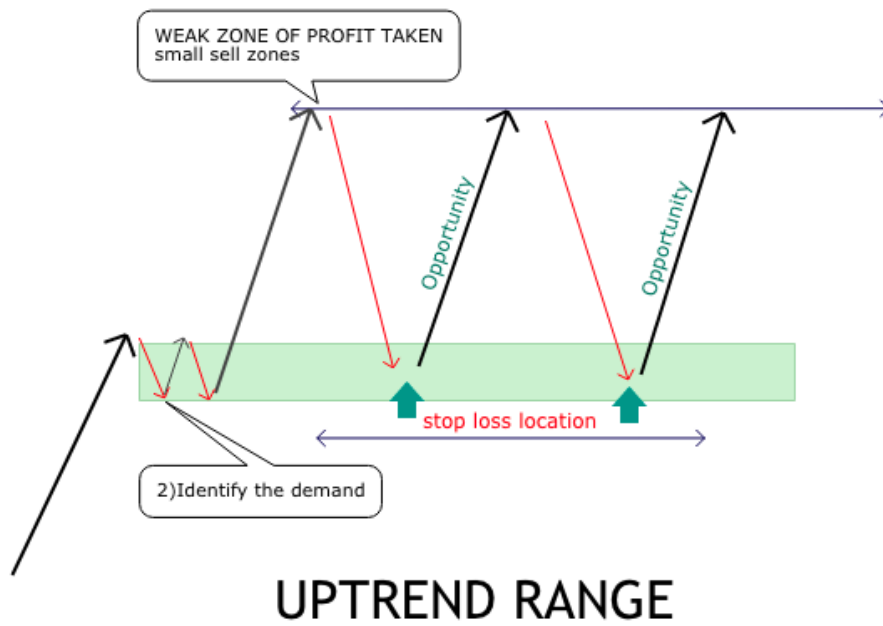 WEAK ZONE OF PROFIT TAKEN
small sell zones
Opportunity
Opportunity
stop loss location
2)Identify the demand
UPTREND RANGE